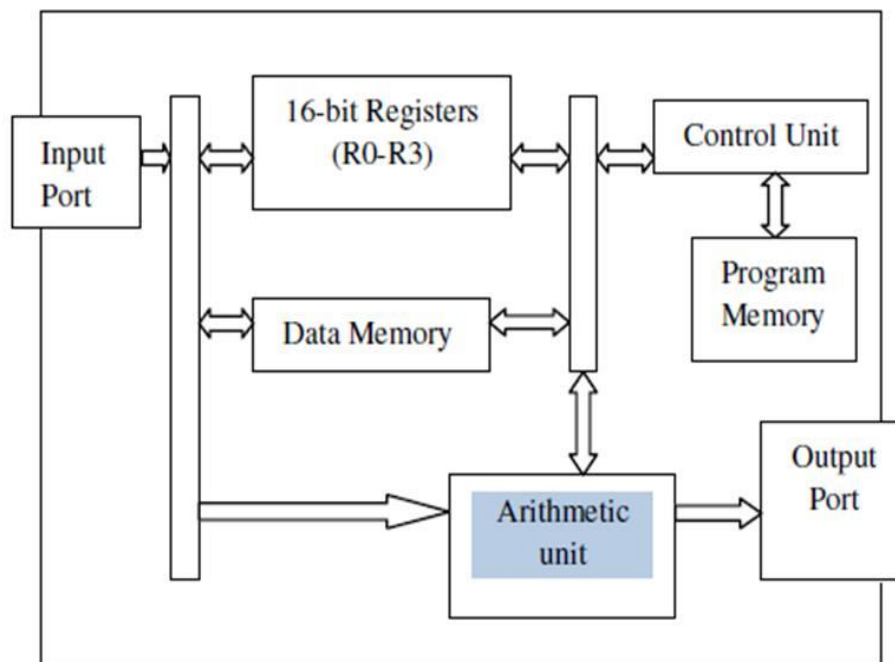 16-bit Registers
(R0-R3)
Input
Port
Control Unit
Program
Memory
Data Memory
Arithmetic
unit
Output
Port